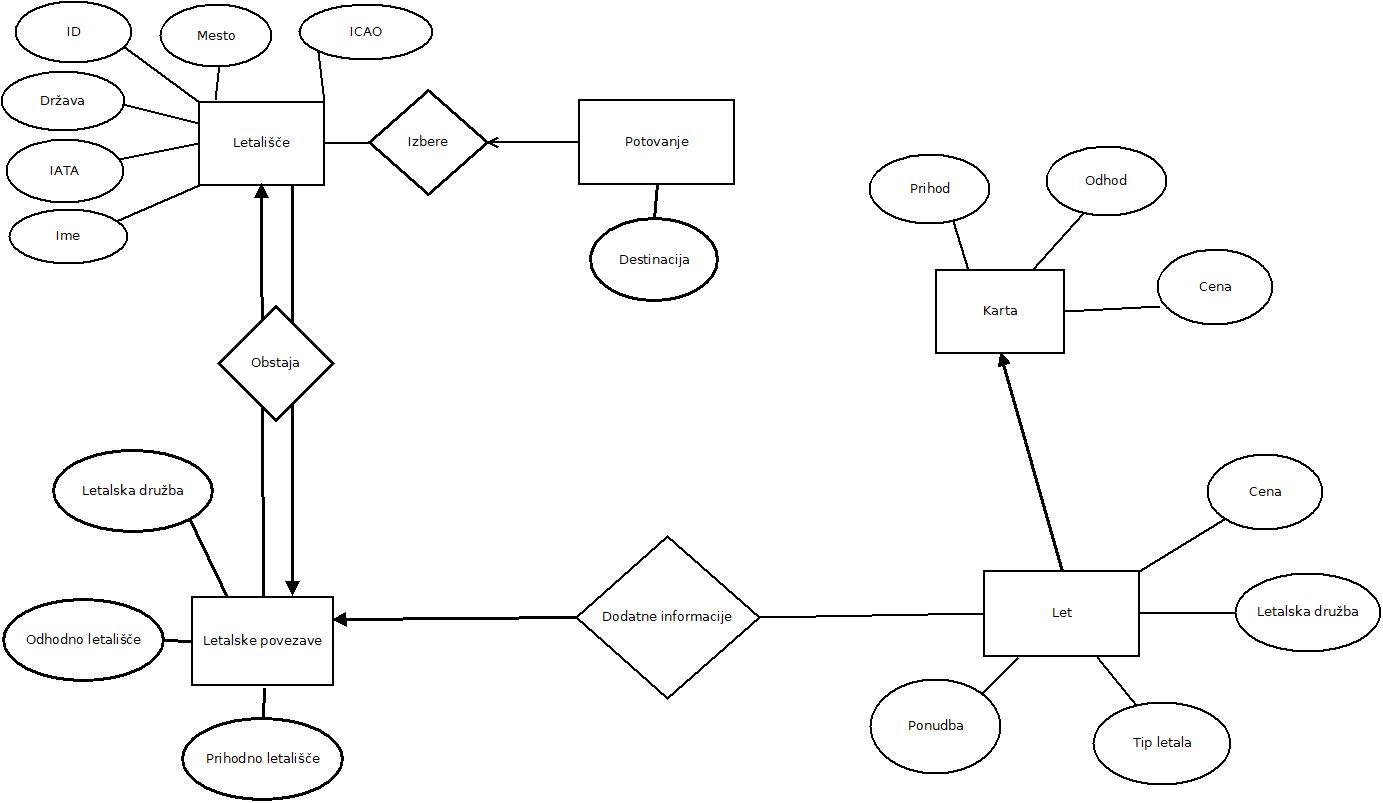 ID
Mesto
ICAO
Država
IATA
Ime
Letališče
Izbere
Potovanje
Destinacija
Prihod
Odhod
Cena
Karta
Obstaja
Letalska družba
Odhodno letališče
Letalske povezave
Prihodno letališče
Dodatne informacije
Let
Cena
Letalska družba
Ponudba
Tip letala